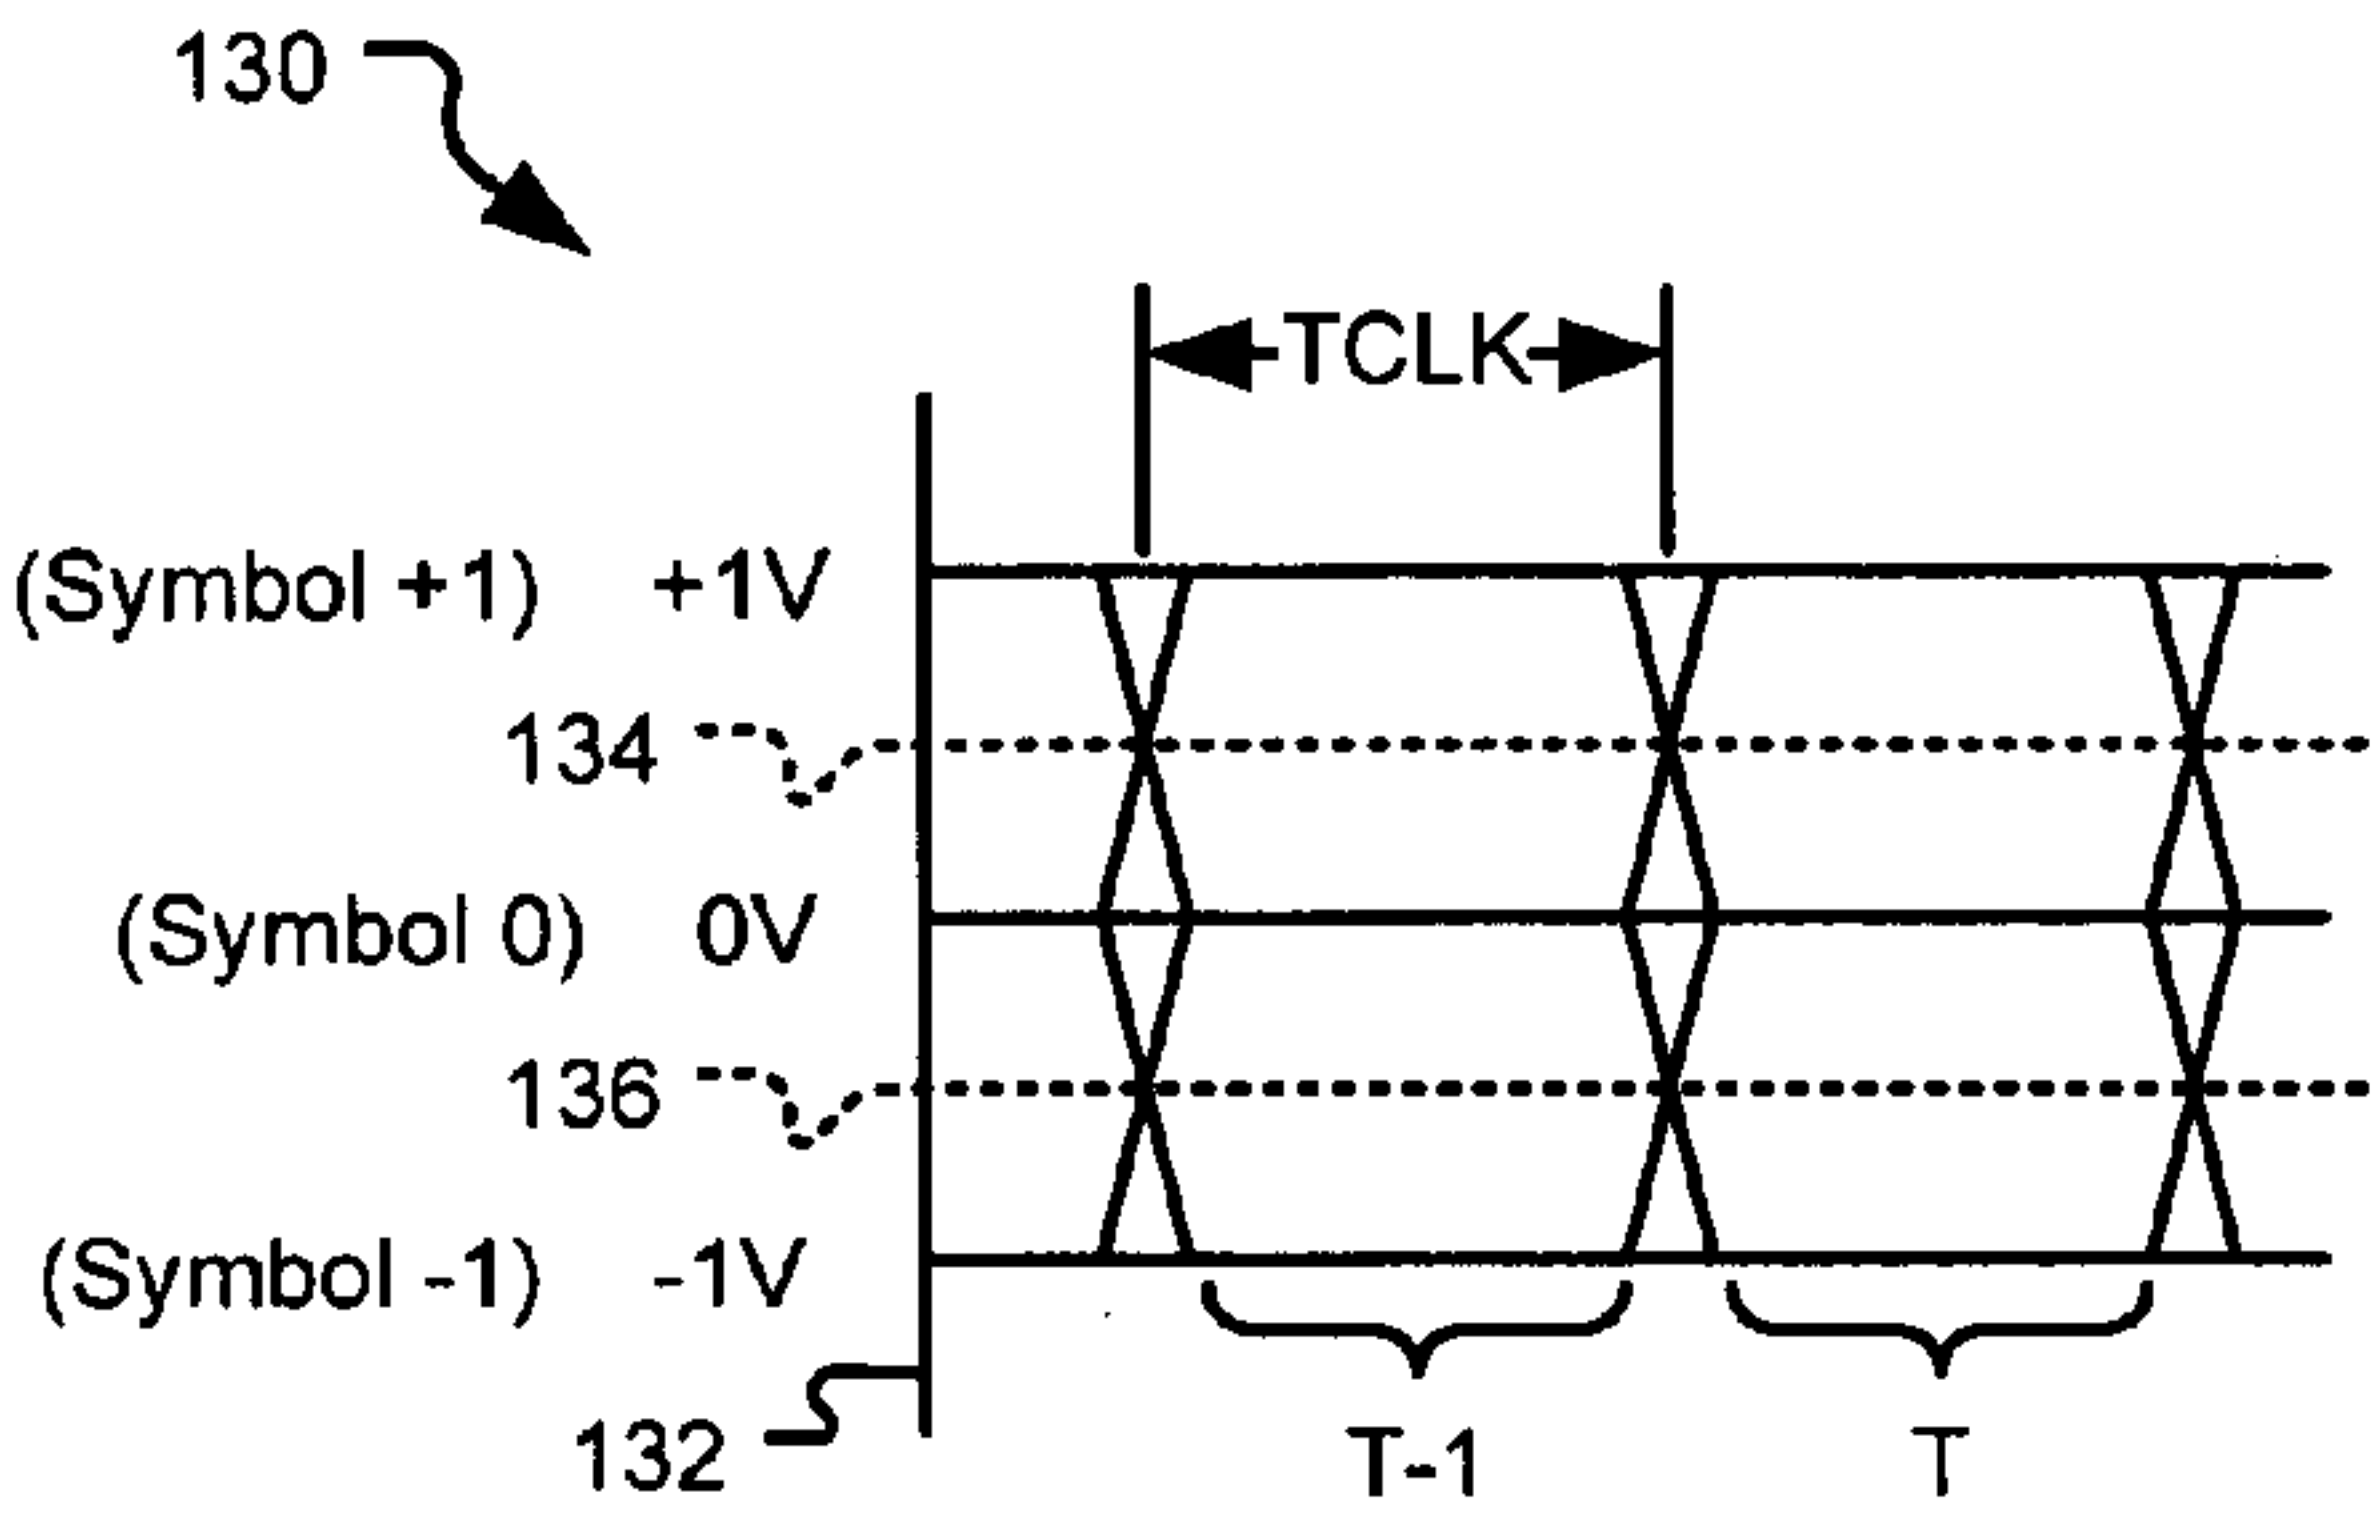 130
TCLK
(Symbol +1) +1V
134
(Symbol 0) 0V
136
(Symbol -1) -1V
132
T-1 T